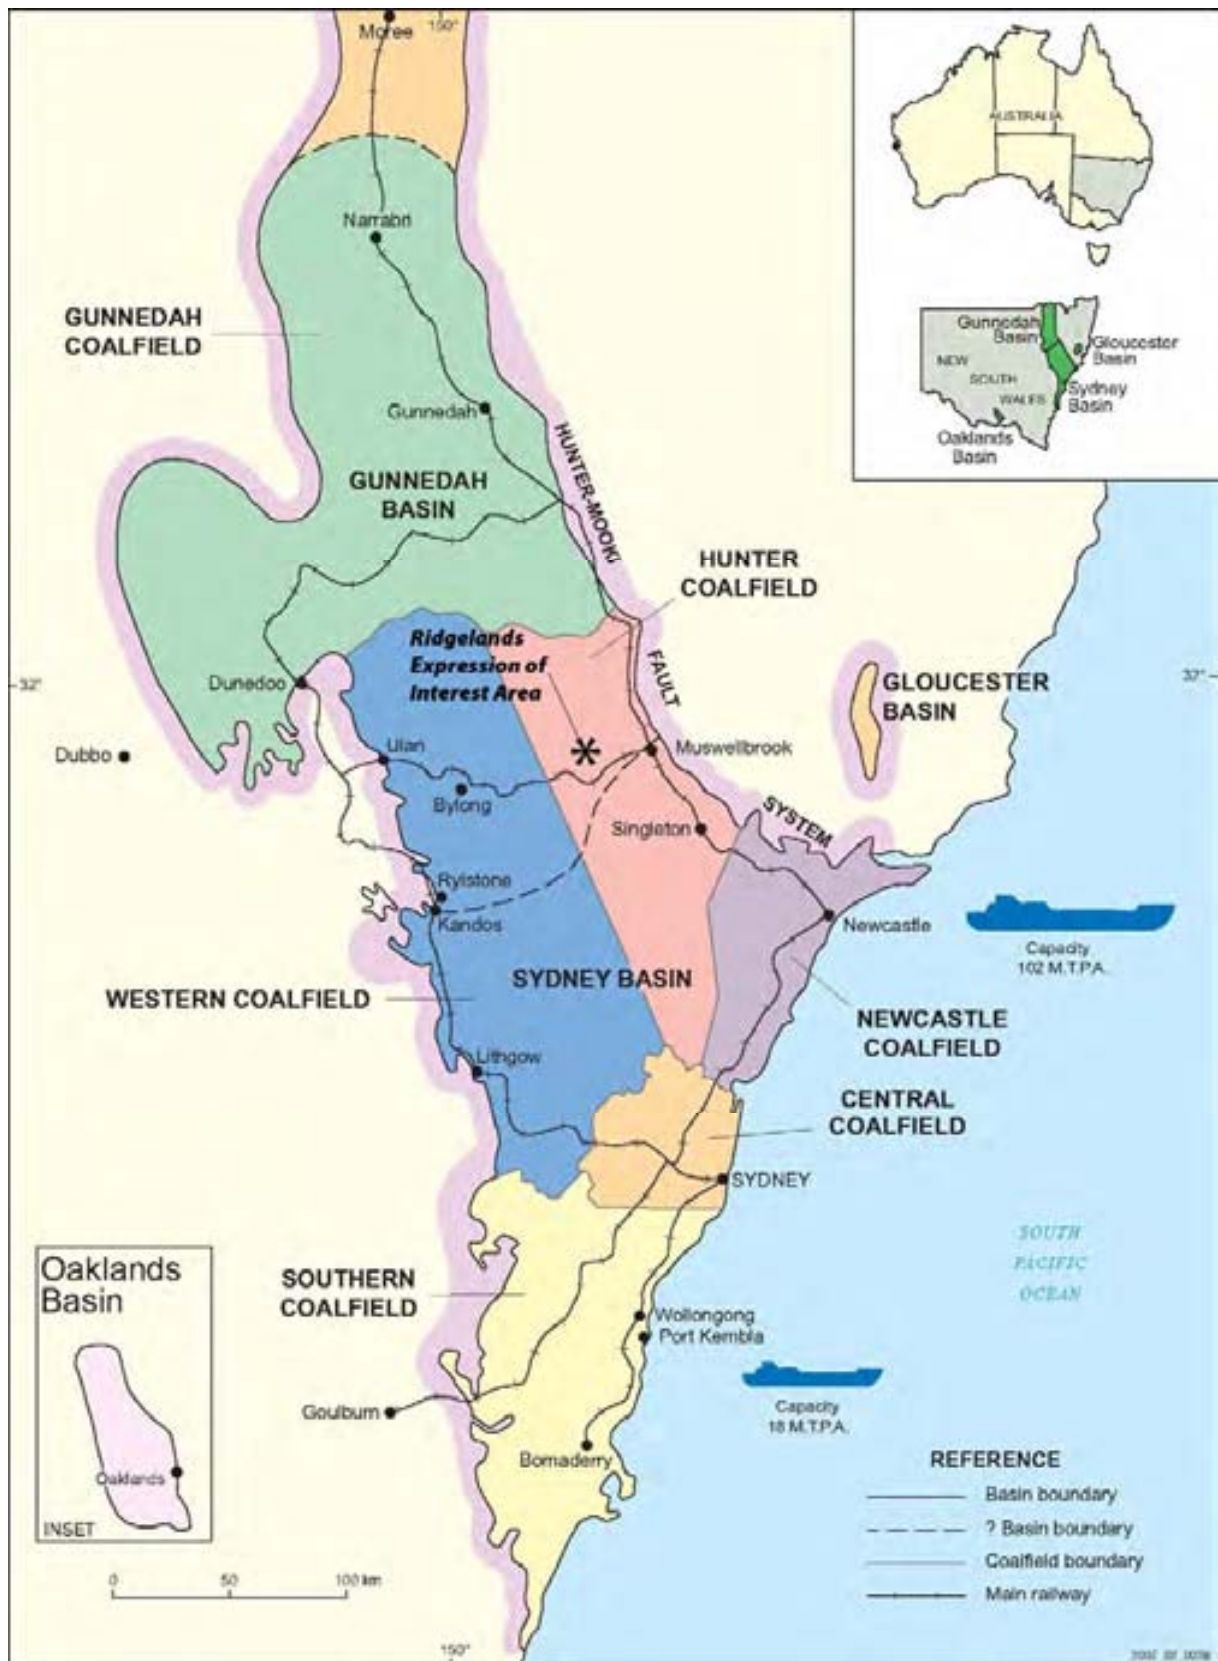 Moree
150°
AUSTRALIA
Narrabri
GUNNEDAH
COALFIELD
Gunnedah
Basin
Gloucester
Basin
NEW
SOUTH
WALES
Sydney
Basin
Oaklands
Basin
Gunnedah
HUNTER-MOOKI
GUNNEDAH
BASIN
HUNTER
COALFIELD
Ridgelands
Expression of
Interest Area
FAULT
32°
Dunedoo
GLOUCESTER
BASIN
Dubbo
Ulan
Muswellbrook
Bylong
SYSTEM
Singleton
Rylstone
Kandos
Newcastle
Capacity
102 M.T.P.A.
SYDNEY BASIN
WESTERN COALFIELD
NEWCASTLE
COALFIELD
Lithgow
CENTRAL
COALFIELD
SYDNEY
SOUTH
PACIFIC
OCEAN
Oaklands
Basin
SOUTHERN
COALFIELD
Wollongong
Port Kembla
Capacity
18 M.T.P.A.
Goulburn
Bomaderry
Oaklands
INSET
REFERENCE
Basin boundary
? Basin boundary
Coalfield boundary
Main railway
0 50 100 km
150°